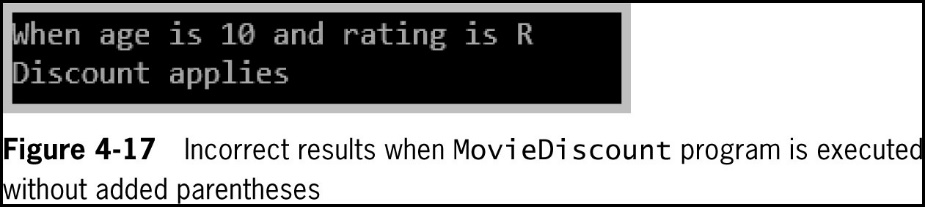 When age is 10 and rating is R
Discount applies
Figure 4-17 Incorrect results when MovieDiscount program is executed
without added parentheses